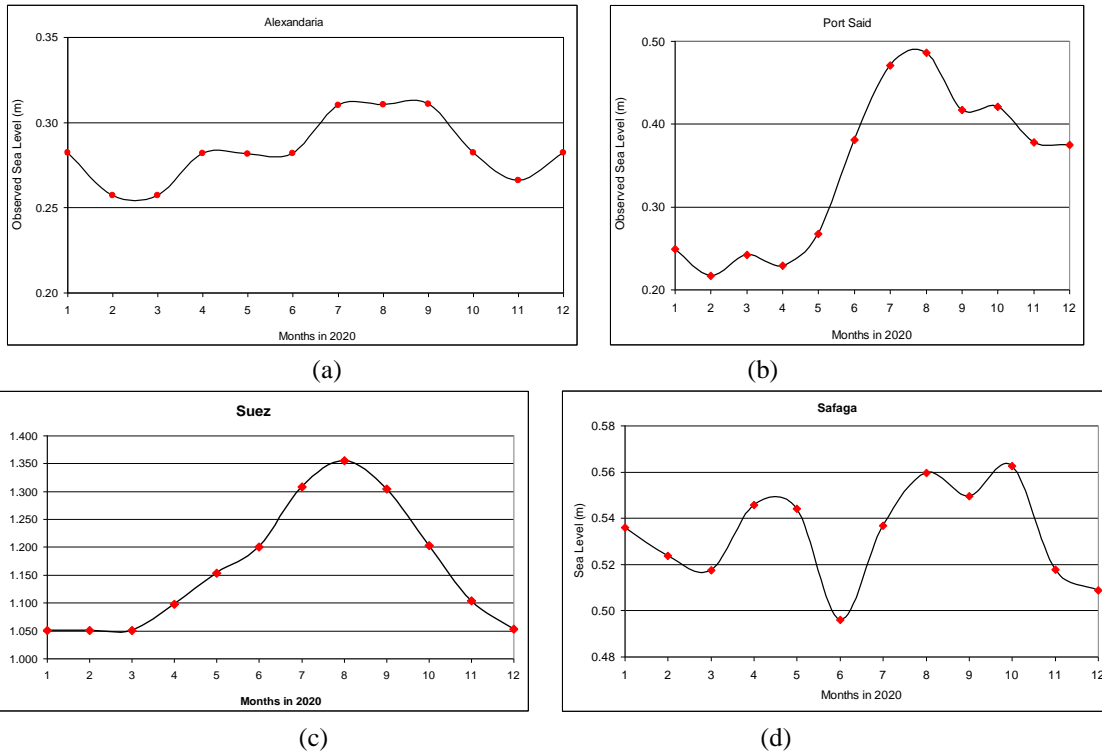 Alexandaria
0.35
0.30
0.25
0.20
Observed Sea Level (m)
1 2 3 4 5 6 7 8 9 10 11 12
Months in 2020
(a)
Port Said
0.50
0.40
0.30
0.20
Observed Sea Level (m)
1 2 3 4 5 6 7 8 9 10 11 12
Months in 2020
(b)
Suez
1.400
1.350
1.300
1.250
1.200
1.150
1.100
1.050
1.000
1 2 3 4 5 6 7 8 9 10 11 12
Months in 2020
(c)
Safaga
0.58
0.56
0.54
0.52
0.50
0.48
Sea Level (m)
1 2 3 4 5 6 7 8 9 10 11 12
Months in 2020
(d)